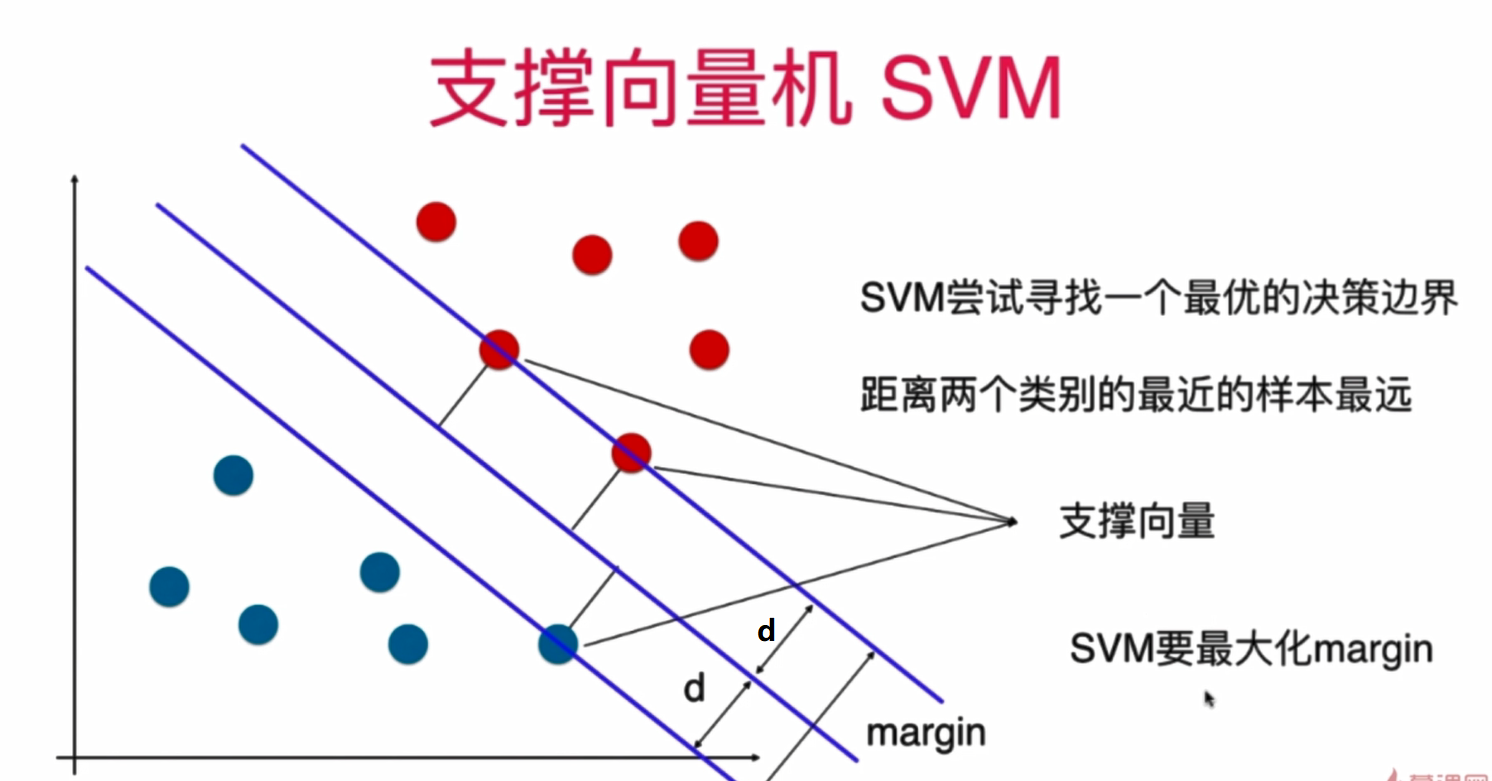 支撑向量机 SVM
SVM尝试寻找一个最优的决策边界
距离两个类别的最近的样本最远
支撑向量
d
SVM要最大化margin
d
margin